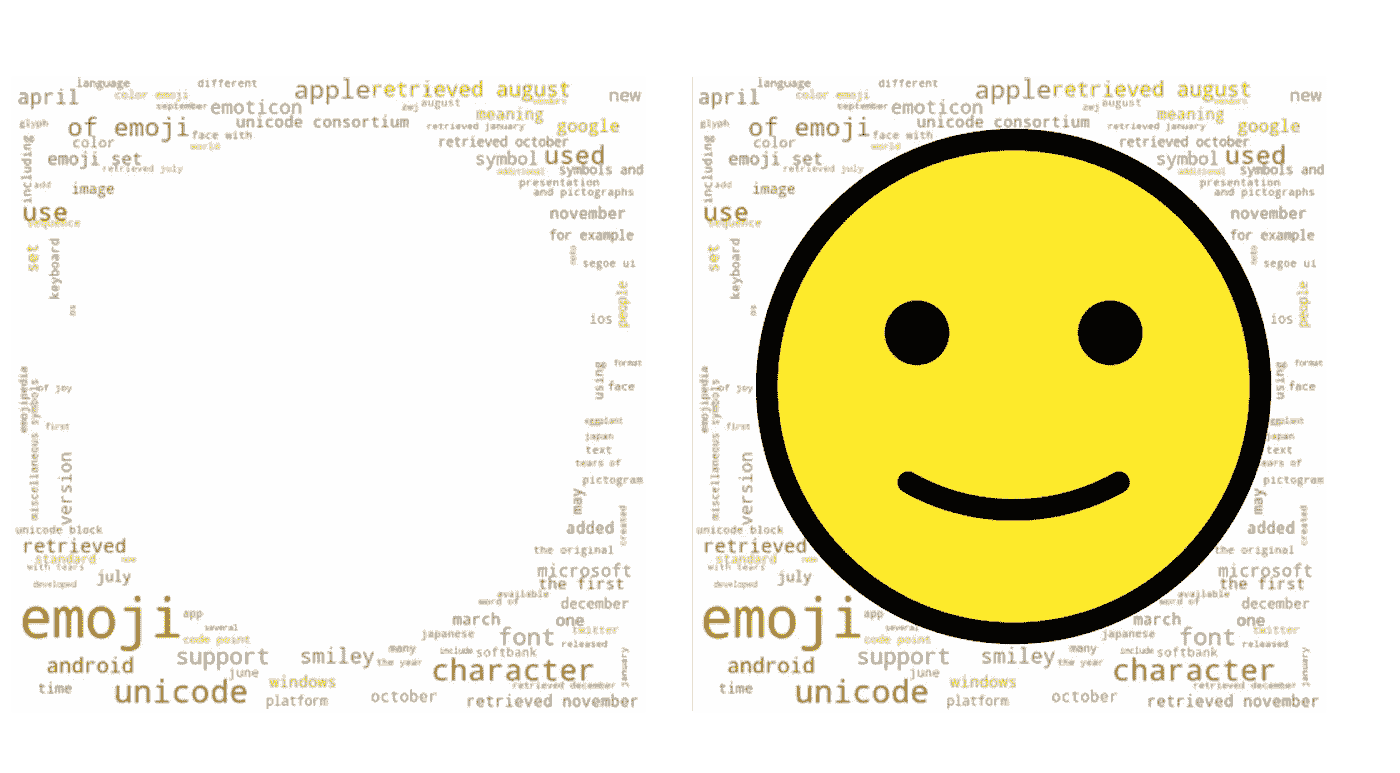 language
different
april
color emoji
apple
retrieved august
new
september
emoticon
zwj
august
meaning
glyph
of emoji
unicode consortium
retrieved january
google
face with
color
world
retrieved october
including
emoji set
retrieved july
symbol
used
additional
symbols and
add
image
presentation
and pictographs
use
sequence
november
set
keyboard
for example
segoe ui
os
people
ios
emojipedia
of joy
using
format
face
miscellaneous symbols
first
eggplant
japan
text
tears of
version
pictogram
may
unicode block
added
created
retrieved
the original
standard
with tears
july
microsoft
developed
the first
emoji
app
available
word of
december
several
march
one
code point
japanese
font
twitter
released
support
smiley
many
include
softbank
the year
android
june
character
january
time
unicode
windows
retrieved december
platform
october
retrieved november
language
different
april
color emoji
apple
retrieved august
new
september
emoticon
zwj
august
meaning
glyph
of emoji
unicode consortium
retrieved january
google
face with
color
world
retrieved october
including
emoji set
retrieved july
symbol
used
additional
symbols and
add
image
presentation
and pictographs
use
sequence
november
set
keyboard
for example
segoe ui
os
people
ios
emojipedia
of joy
using
format
face
miscellaneous symbols
first
eggplant
japan
text
tears of
version
pictogram
may
unicode block
added
created
retrieved
the original
standard
with tears
july
microsoft
developed
the first
emoji
app
available
word of
december
several
march
one
code point
japanese
font
twitter
released
support
smiley
many
include
softbank
the year
android
june
character
january
time
unicode
windows
retrieved december
platform
october
retrieved november